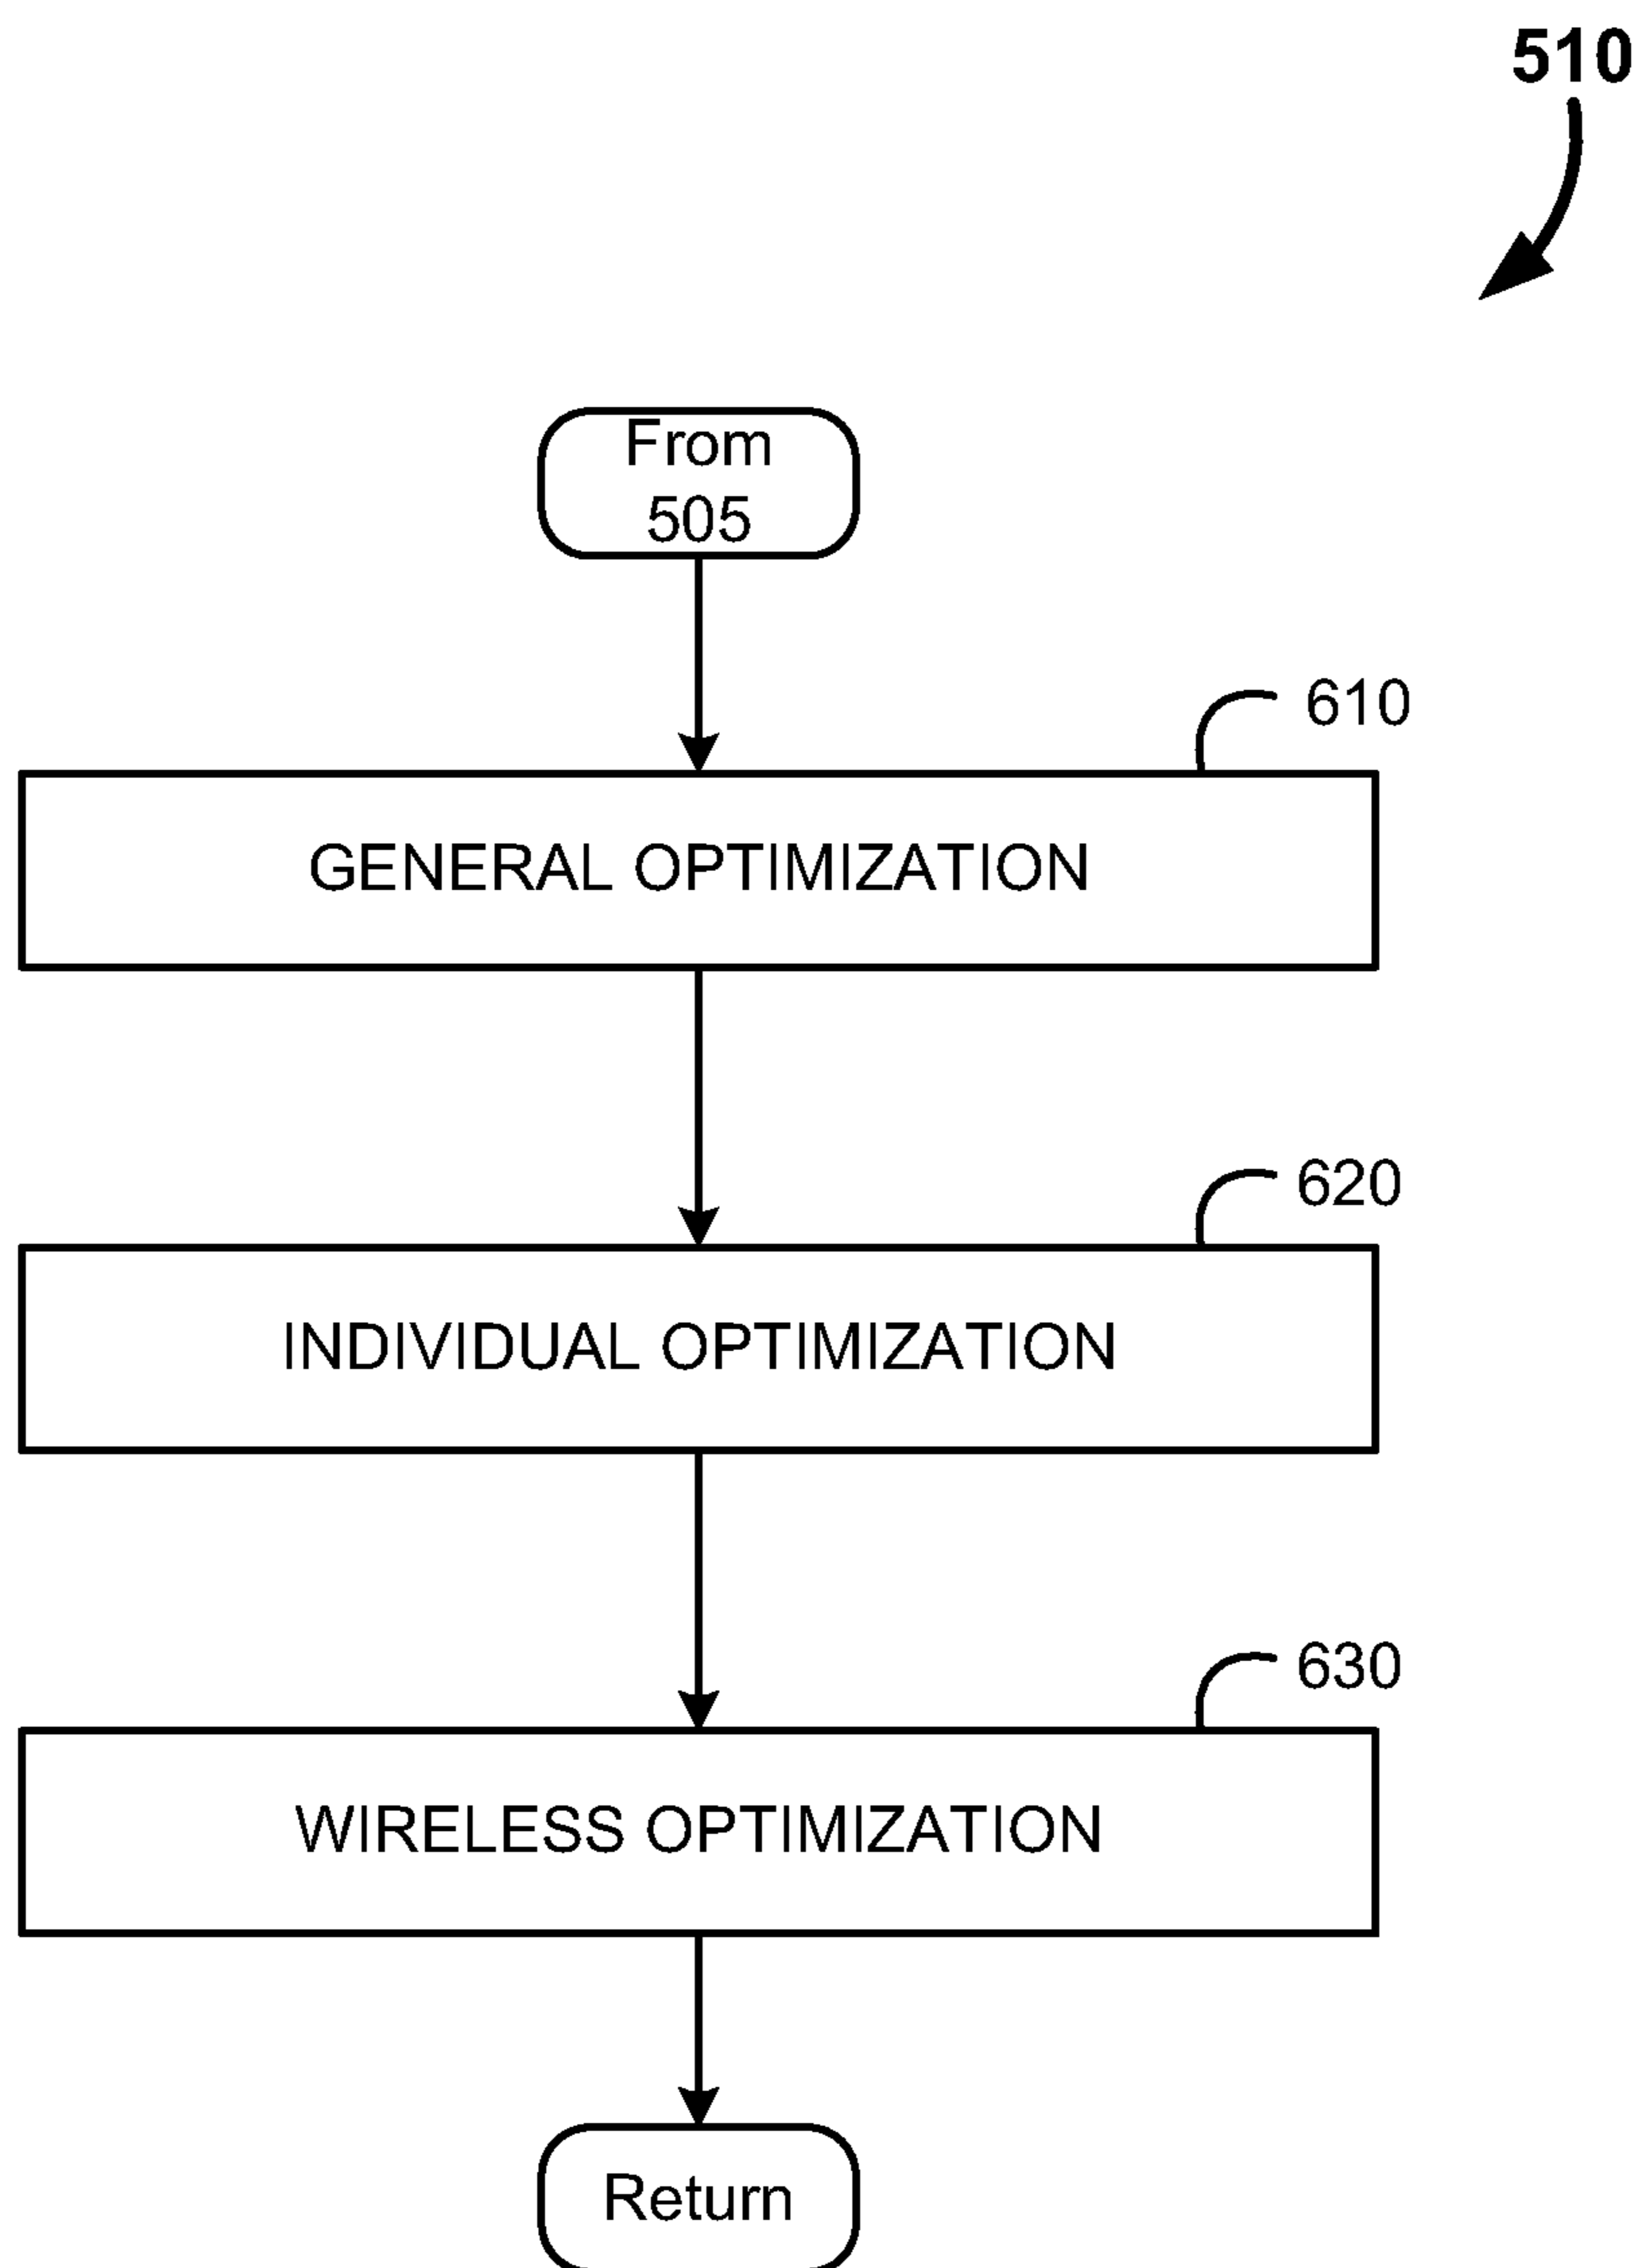 510
From
505
610
GENERAL OPTIMIZATION
620
INDIVIDUAL OPTIMIZATION
630
WIRELESS OPTIMIZATION
Return